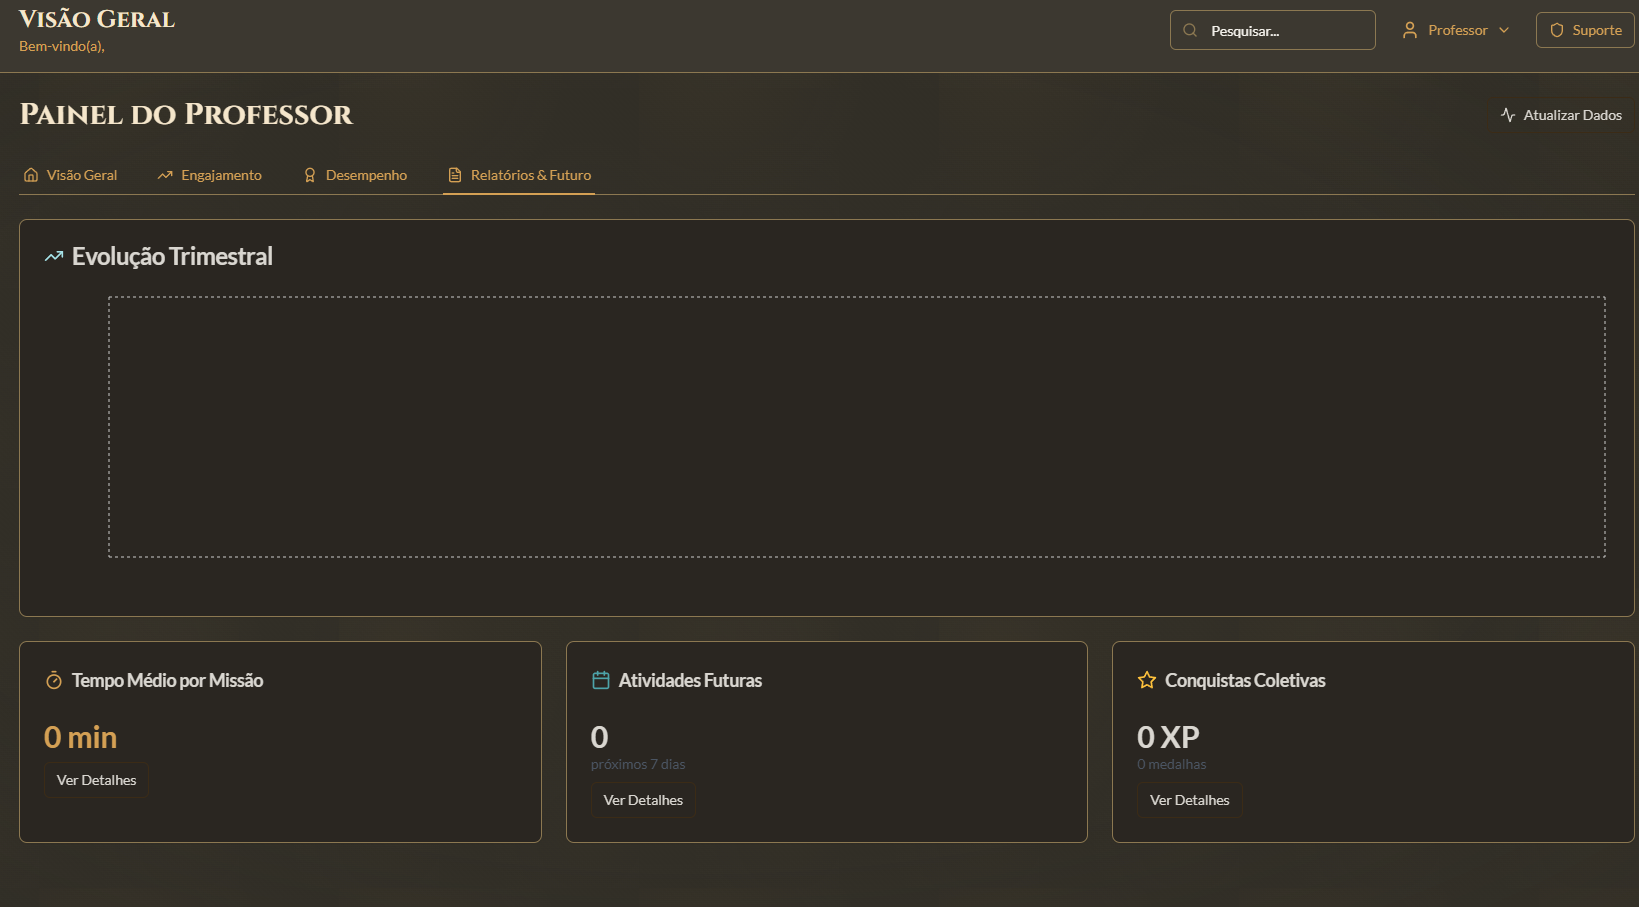 Visão Geral
Bem-vindo(a),
Pesquisar...
Professor
Suporte
Painel do Professor
Atualizar Dados
Visão Geral
Engajamento
Desempenho
Relatórios & Futuro
Evolução Trimestral
Tempo Médio por Missão
0 min
Ver Detalhes
Atividades Futuras
0
próximos 7 dias
Ver Detalhes
Conquistas Coletivas
0 XP
0 medalhas
Ver Detalhes